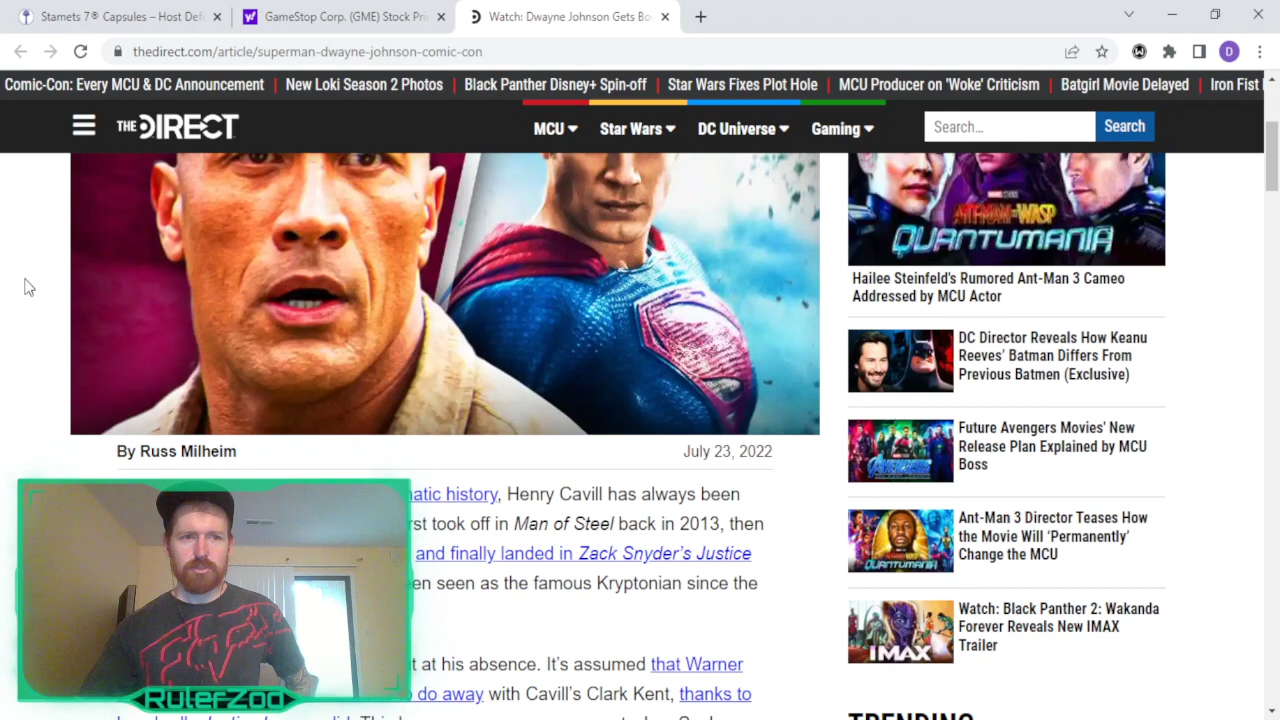 Stamets 7® Capsules – Host Def
GameStop Corp. (GME) Stock Pri
Watch: Dwayne Johnson Gets Bo
thedirect.com/article/superman-dwayne-johnson-comic-con
D
Comic-Con: Every MCU & DC Announcement | New Loki Season 2 Photos | Black Panther Disney+ Spin-off | Star Wars Fixes Plot Hole | MCU Producer on 'Woke' Criticism | Batgirl Movie Delayed | Iron Fist
THE DIRECT
MCU
Star Wars
DC Universe
Gaming
Search...
Search
ANT-MAN AND THE WASP
QUANTUMANIA
Hailee Steinfeld's Rumored Ant-Man 3 Cameo
Addressed by MCU Actor
DC Director Reveals How Keanu
Reeves' Batman Differs From
Previous Batmen (Exclusive)
Future Avengers Movies' New
Release Plan Explained by MCU
Boss
Ant-Man 3 Director Teases How
the Movie Will 'Permanently'
Change the MCU
Watch: Black Panther 2: Wakanda
Forever Reveals New IMAX
Trailer
IMAX
TRENDING
By Russ Milheim
July 23, 2022
matic history, Henry Cavill has always been
rst took off in Man of Steel back in 2013, then
and finally landed in Zack Snyder's Justice
en seen as the famous Kryptonian since the
t at his absence. It's assumed that Warner
do away with Cavill's Clark Kent, thanks to
RulerZod